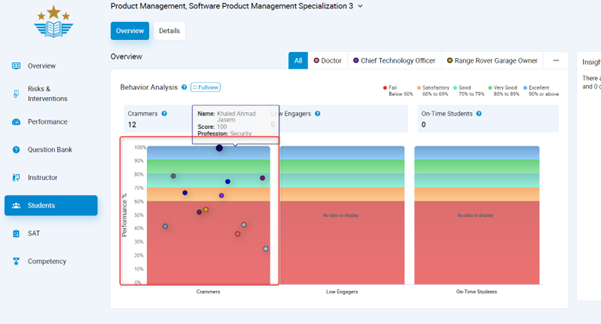 Product Management, Software Product Management Specialization 3
Overview
Details
Overview
Risks &
Interventions
Performance
Question Bank
Instructor
Students
SAT
Competency
Overview
All
Doctor
Chief Technology Officer
Range Rover Garage Owner
...
Behavior Analysis
Fullview
Fail
Below 60%
Satisfactory
60% to 69%
Good
70% to 79%
Very Good
80% to 89%
Excellent
90% or above
Crammers
12
Name: Khaled Ahmad
Jasem
Score: 100
Profession: Security
w Engagers
0
On-Time Students
0
Performance %
100%
90%
80%
70%
60%
50%
40%
30%
20%
10%
0%
No data to display
No data to display
Crammers
Low Engagers
On-Time Students
Insigh
There a
and 0 c